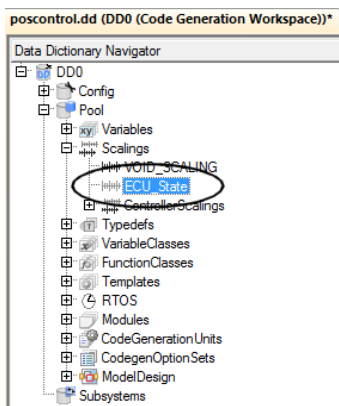 poscontrol.dd (DD0 (Code Generation Workspace))*
Data Dictionary Navigator
DD0
Config
Pool
Variables
Scalings
VOID_SCALING
ECU_State
ControllerScalings
Typedefs
VariableClasses
FunctionClasses
Templates
RTOS
Modules
CodeGenerationUnits
CodegenOptionSets
ModelDesign
Subsystems